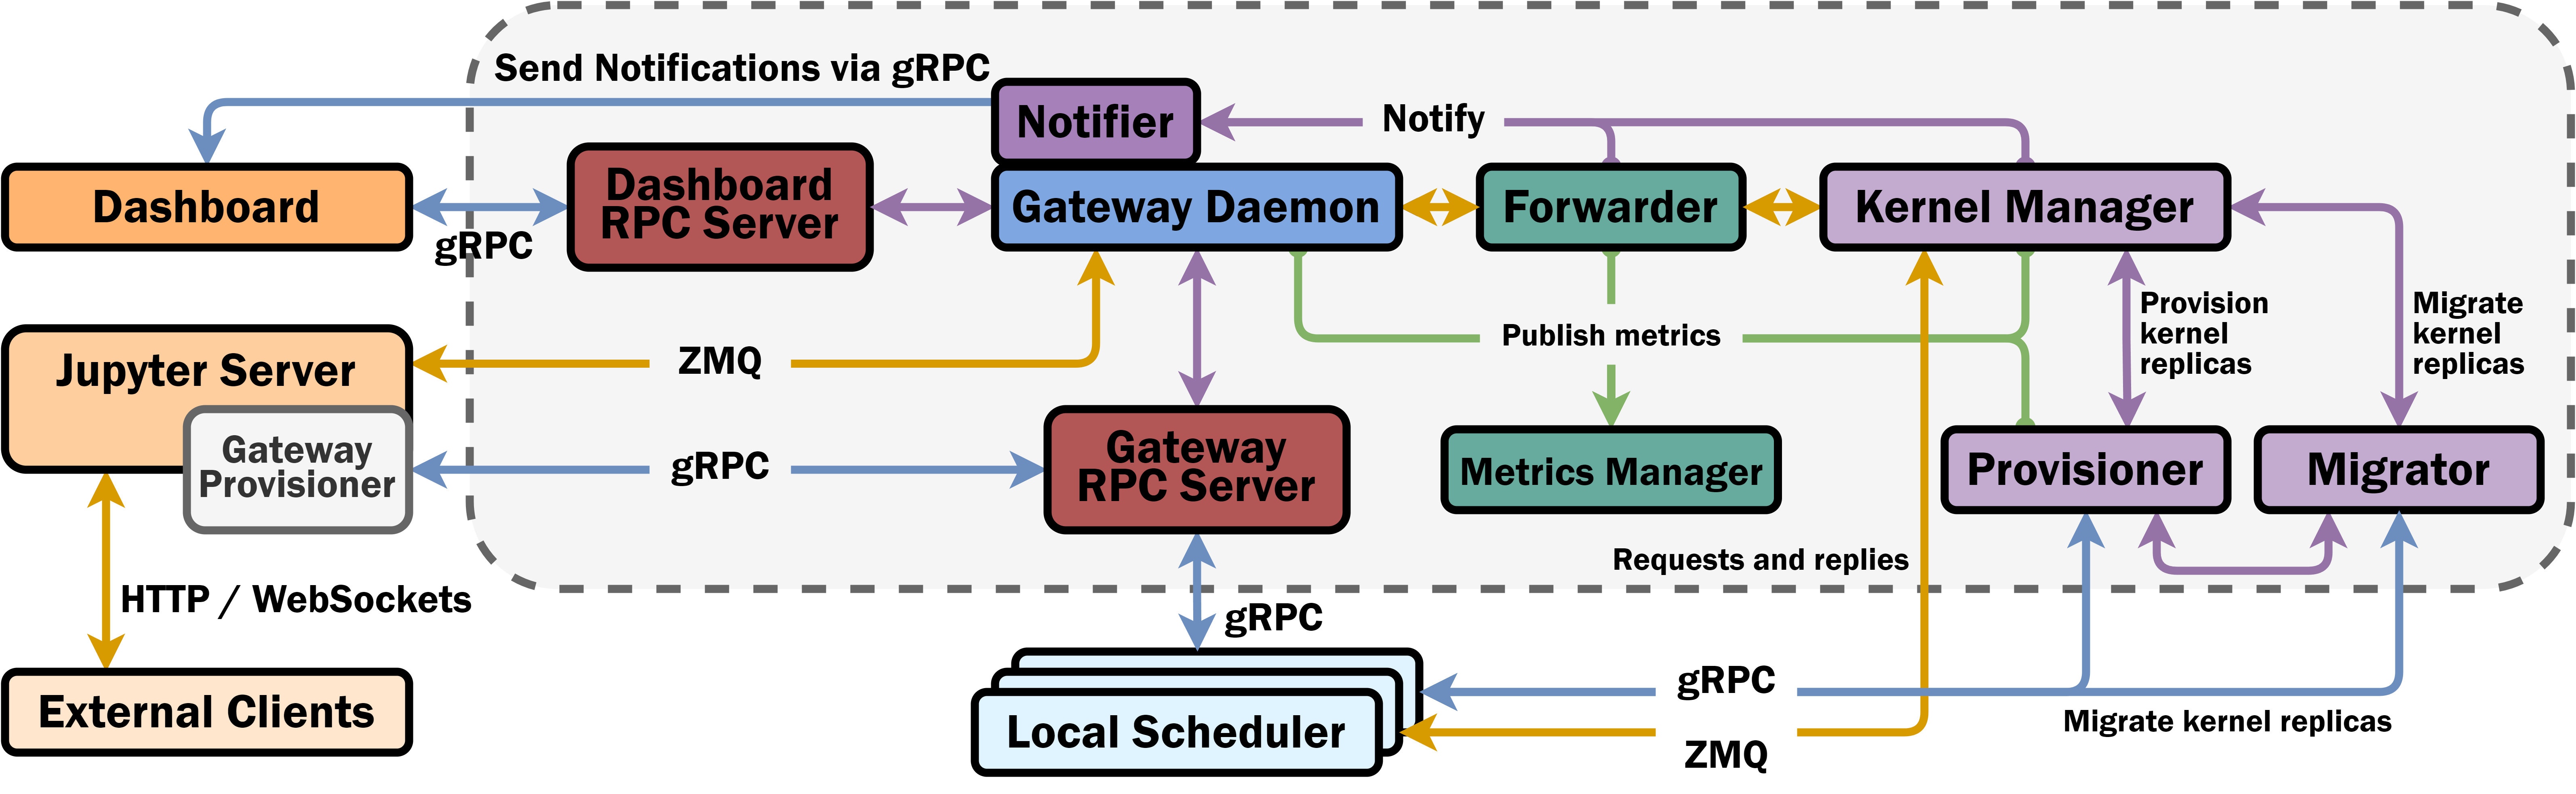 Send Notifications via gRPC
Notifier
Notify
Dashboard
gRPC
Dashboard
RPC Server
Gateway Daemon
Forwarder
Kernel Manager
Provision
kernel
replicas
Migrate
kernel
replicas
Publish metrics
Jupyter Server
ZMQ
Gateway
Provisioner
gRPC
Gateway
RPC Server
Metrics Manager
Provisioner
Migrator
Requests and replies
HTTP / WebSockets
gRPC
External Clients
Local Scheduler
gRPC
ZMQ
Migrate kernel replicas